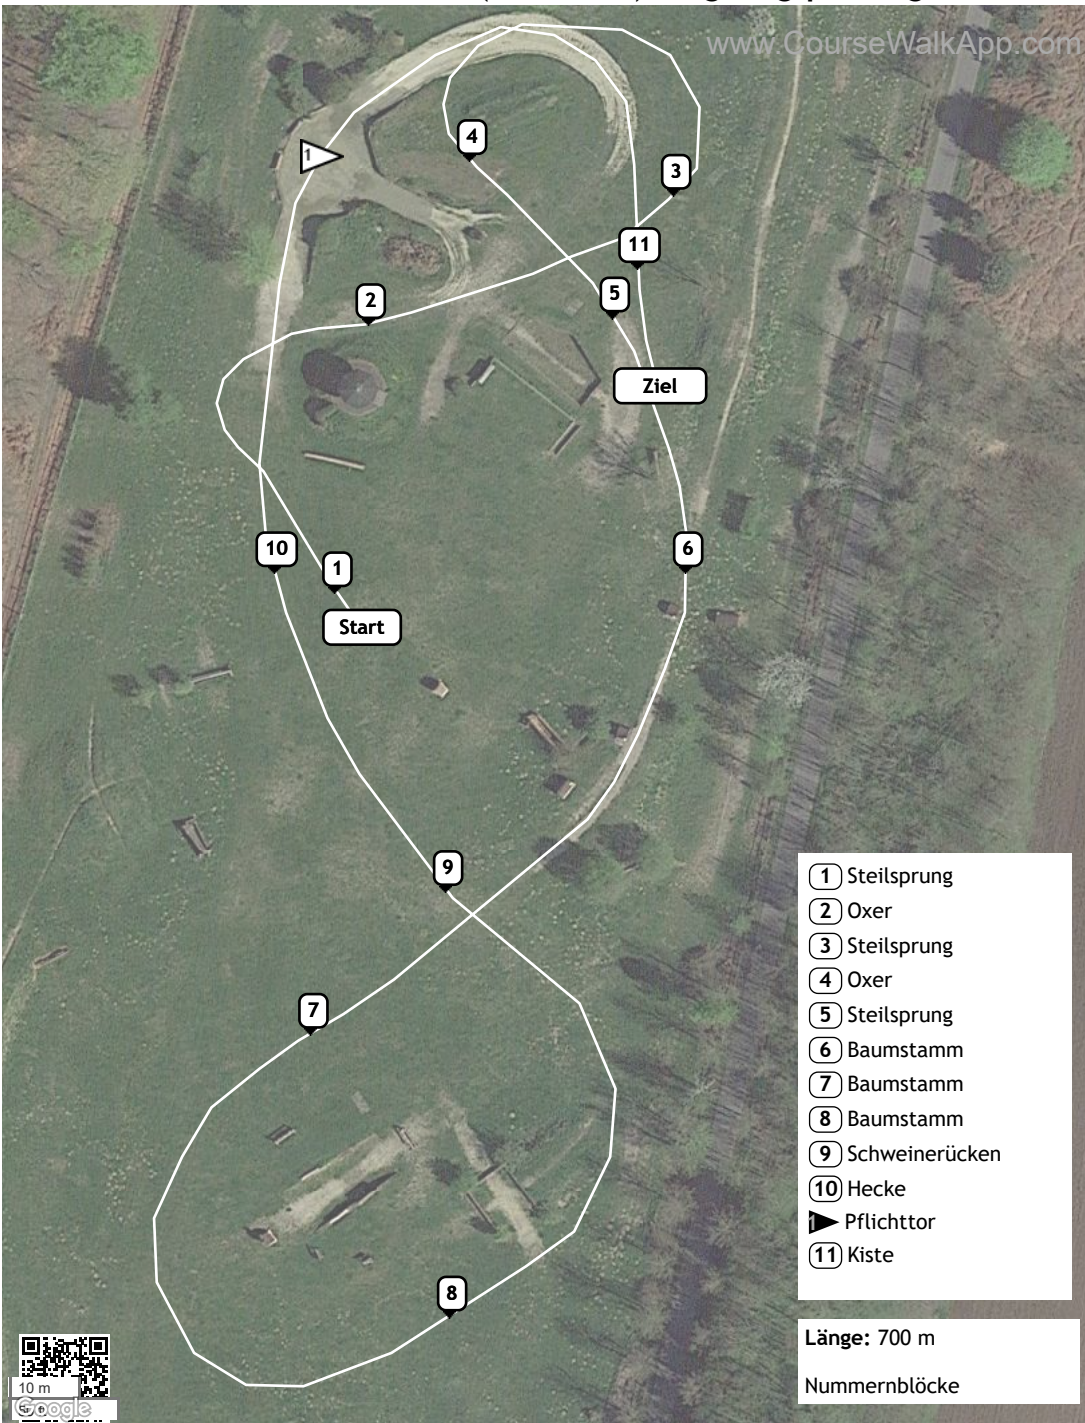 www.CourseWalkApp.com
1
4
3
11
2
5
Ziel
10
6
1
Start
9
7
8
1 Steilsprung
2 Oxer
3 Steilsprung
4 Oxer
5 Steilsprung
6 Baumstamm
7 Baumstamm
8 Baumstamm
9 Schweinerücken
10 Hecke
1 Pflichttor
11 Kiste
Länge: 700 m
Nummernblöcke
10 m
Google